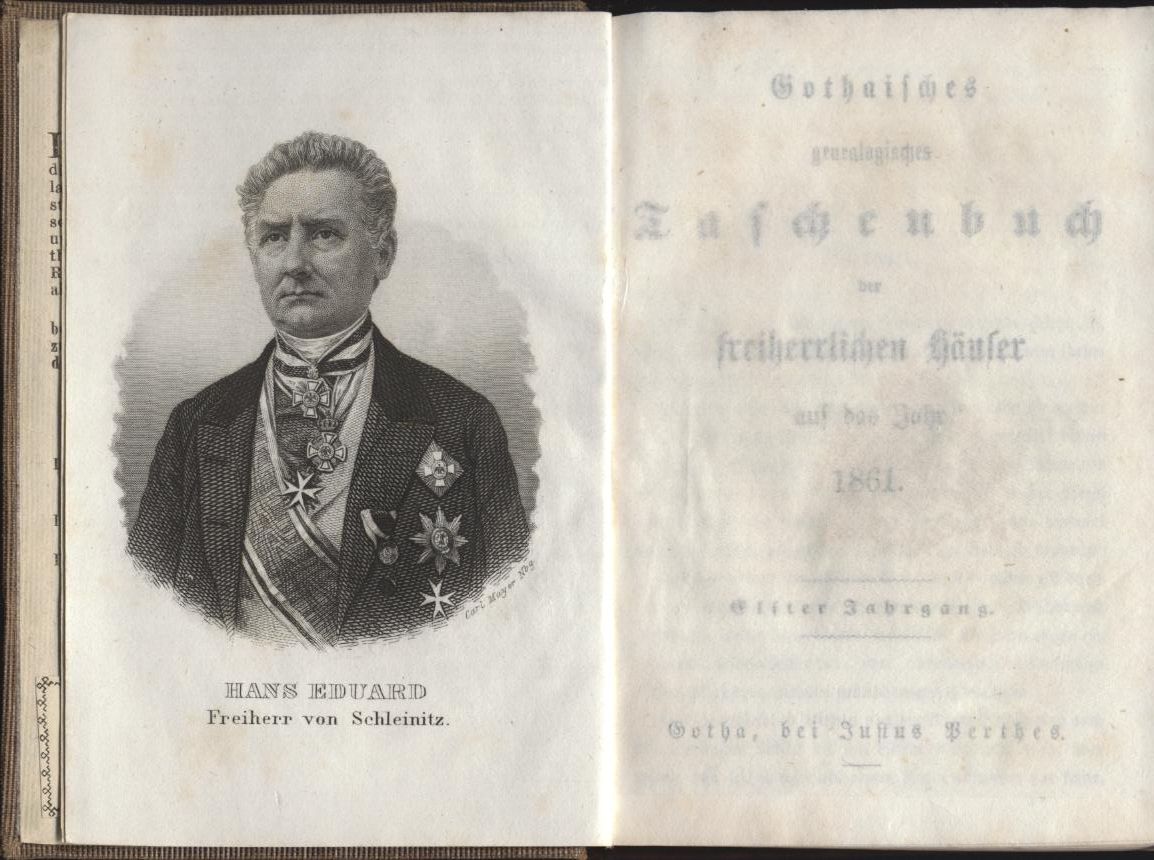 HANS EDUARD
Freiherr von Schleinitz.
Carl Mayer Nbg
Gothaisches
genealogisches
Taschenbuch
der
freiherrlichen Häuser
auf das Jahr
1861.
Elfter Jahrgang.
Gotha, bei Justus Perthes.